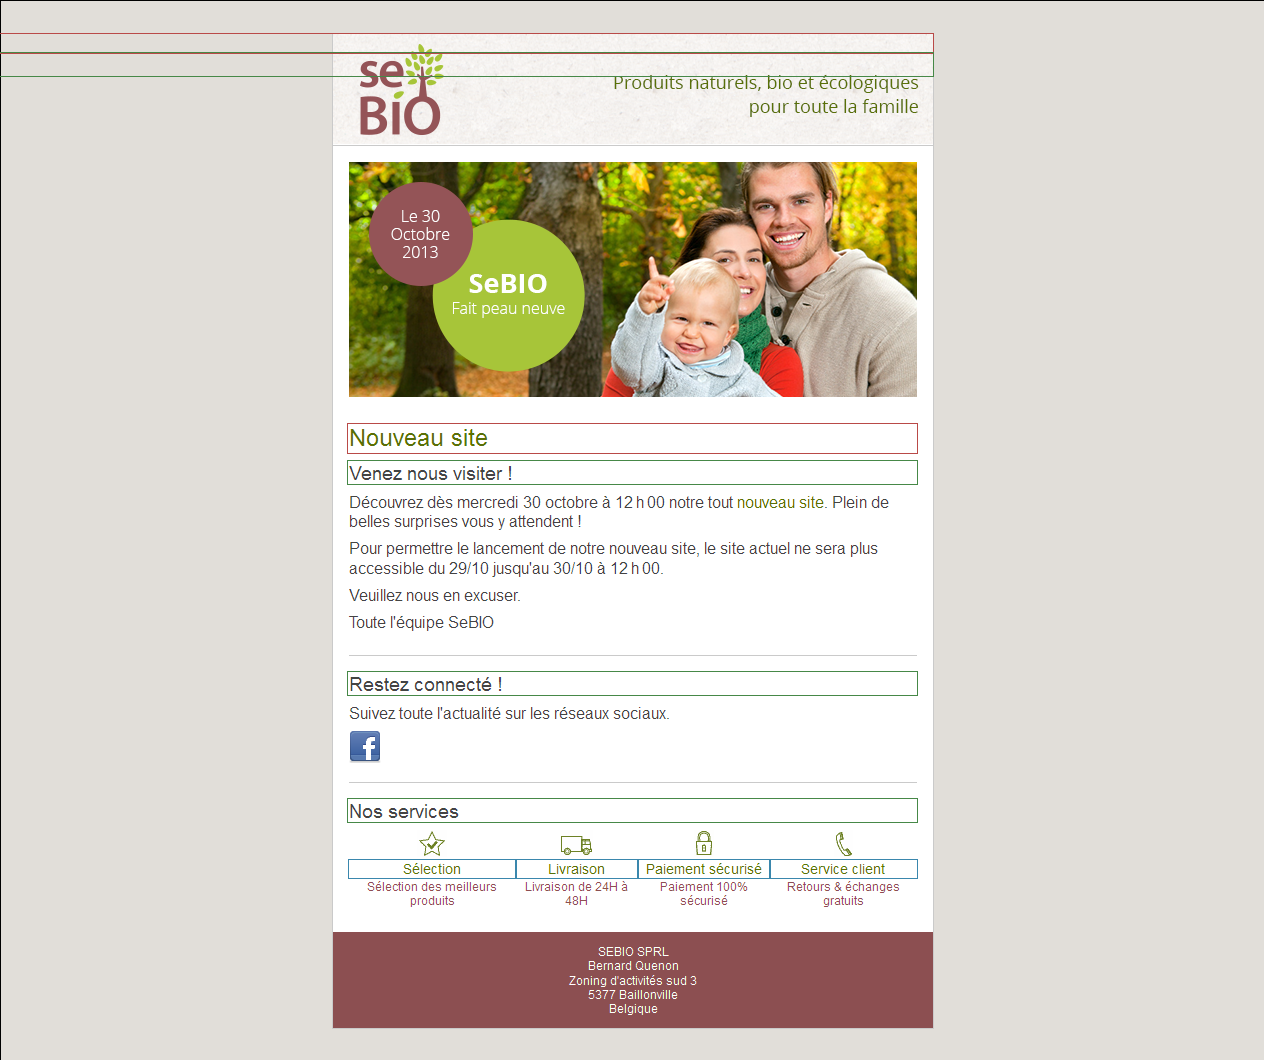 se
BIO
Produits naturels, bio et écologiques
pour toute la famille
Le 30
Octobre
2013
SeBIO
Fait peau neuve
Nouveau site
Venez nous visiter !
Découvrez dès mercredi 30 octobre à 12 h 00 notre tout nouveau site. Plein de
belles surprises vous y attendent !
Pour permettre le lancement de notre nouveau site, le site actuel ne sera plus
accessible du 29/10 jusqu'au 30/10 à 12 h 00.
Veuillez nous en excuser.
Toute l'équipe SeBIO
Restez connecté !
Suivez toute l'actualité sur les réseaux sociaux.
f
Nos services
Sélection
Sélection des meilleurs
produits
Livraison
Livraison de 24H à
48H
Paiement sécurisé
Paiement 100%
sécurisé
Service client
Retours & échanges
gratuits
SEBIO SPRL
Bernard Quenon
Zoning d'activités sud 3
5377 Baillonville
Belgique